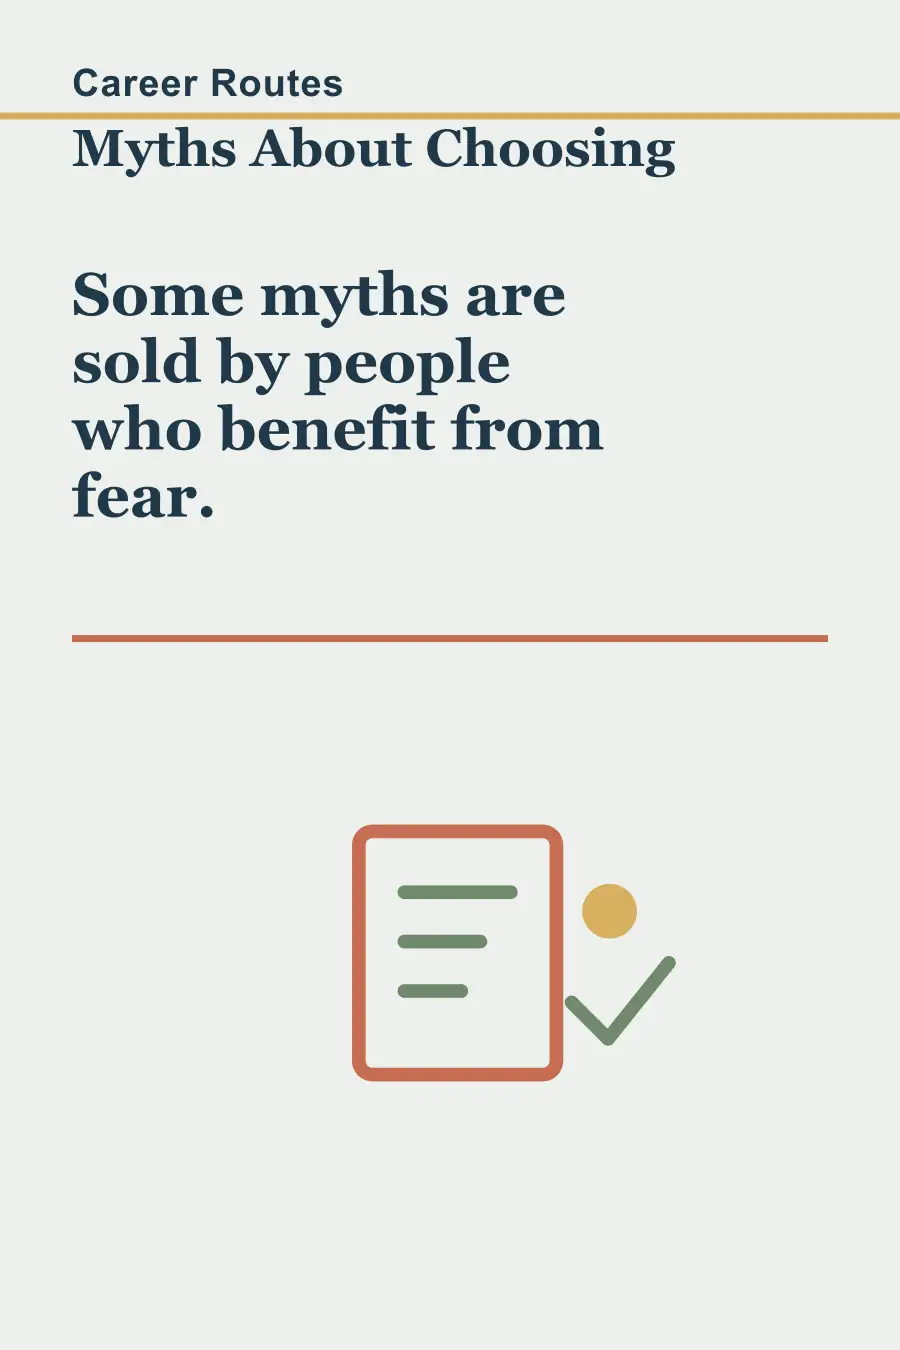 Career Routes
Myths About Choosing
Some myths are
sold by people
who benefit from
fear.